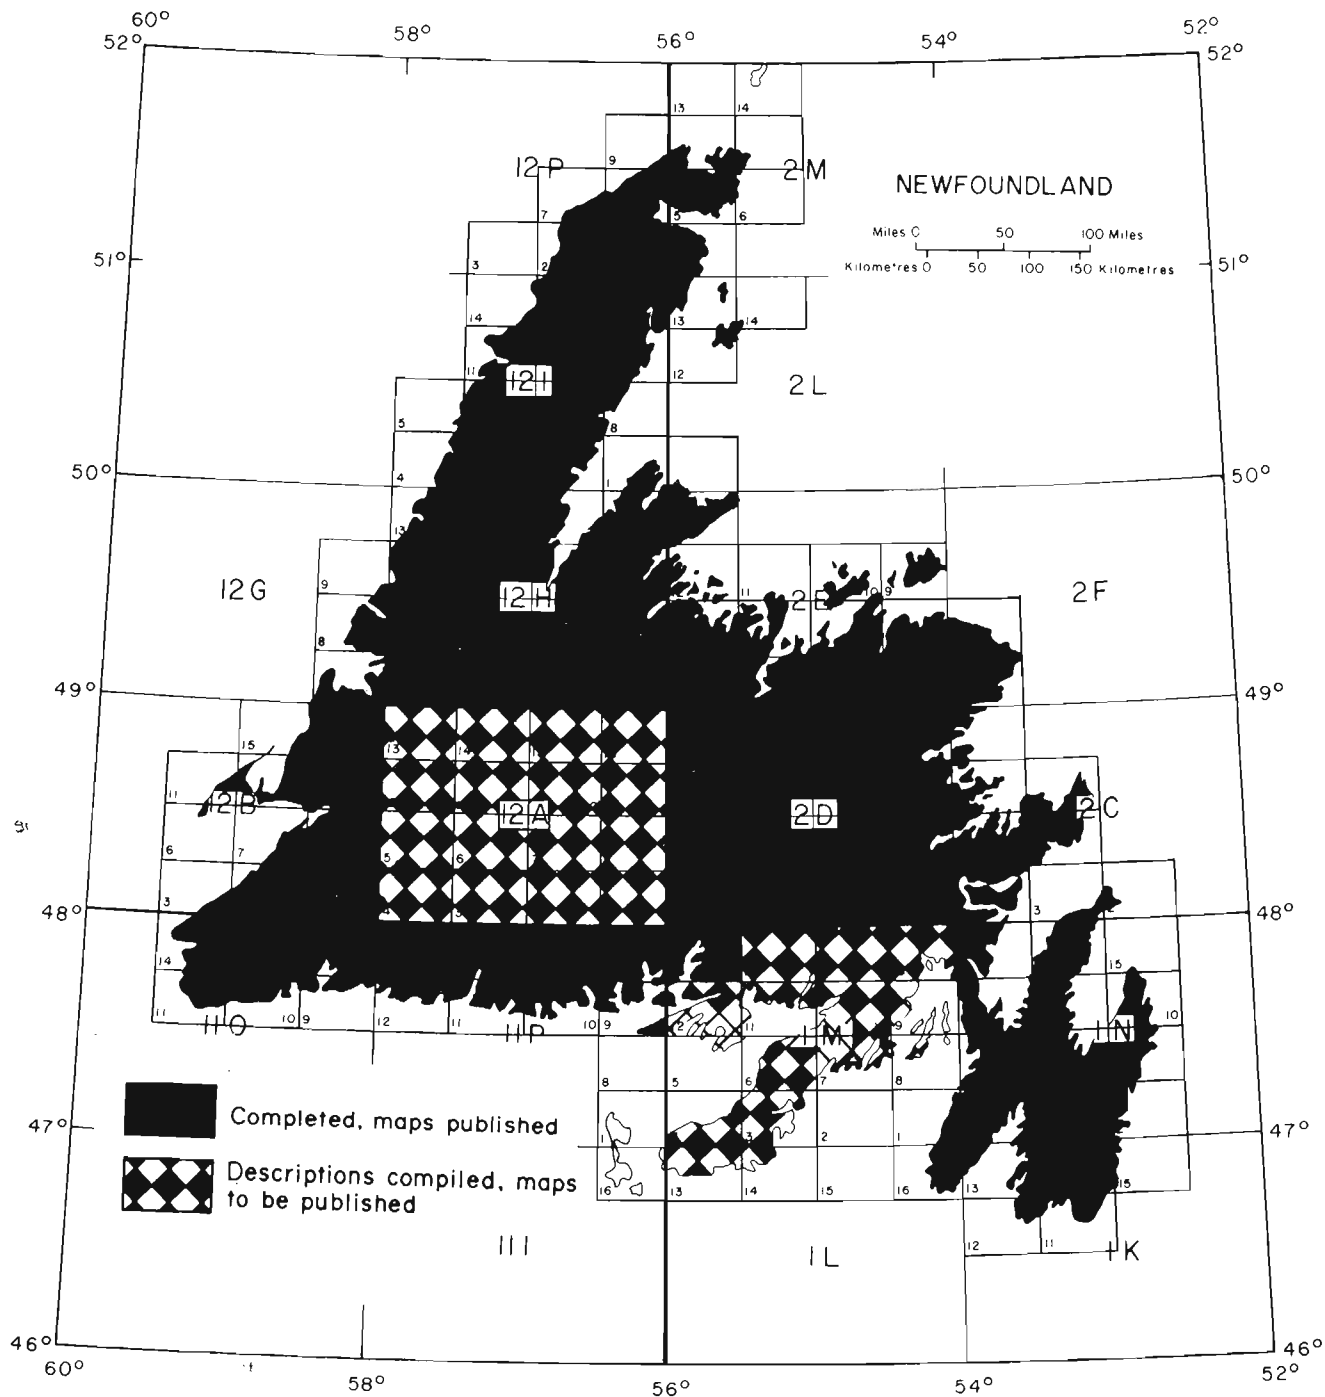 60° 58° 56° 54° 52°
52° 52°
13 14
12P 9 2M
NEWFOUNDLAND
7 5 6
Miles 0 50 100 Miles
Kilometres 0 50 100 150 Kilometres
51° 3 2 51°
14 13 14
11 12I 12 2L
5 8
50° 4 1 50°
13
12G 9 12H 11 2E 10 9 2F
8
49° 49°
15 13 14
11 12B 12A 2D 2C
6 7 5 6
48° 3 3 2 48°
14 15
11 11O 10 9 12 11 11P 10 9 12 11 1M 9 1N 10
8 5 6 7 8
Completed, maps published
47° 1 3 2 1 47°
Descriptions compiled, maps
to be published
16 13 14 15 16 13 15
11I 1L 12 11 1K
46° 46°
60° 58° 56° 54° 52°